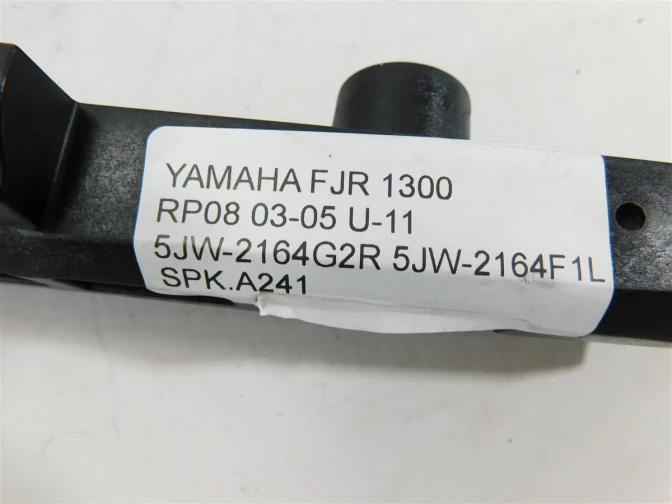 YAMAHA FJR 1300
RP08 03-05 U-11
5JW-2164G2R 5JW-2164F1L
SPK.A241